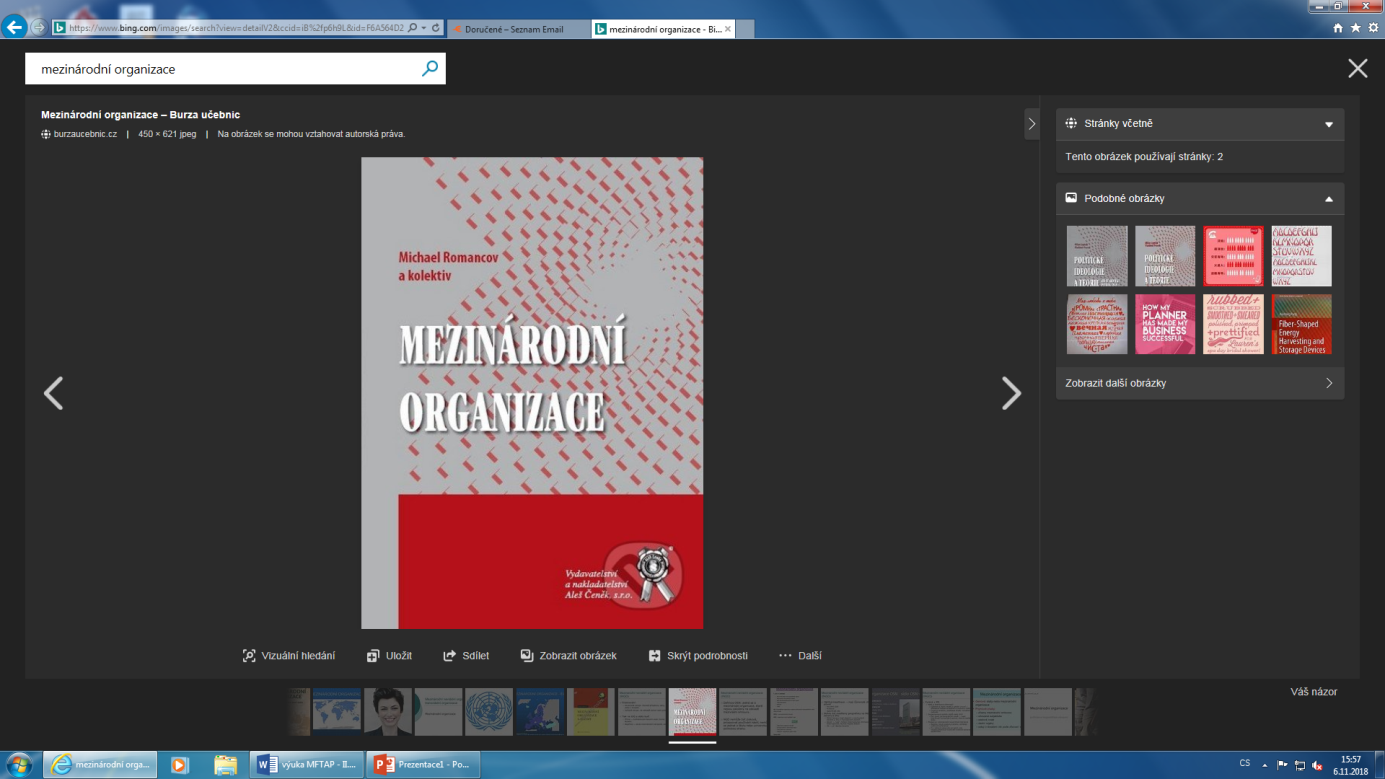 https://www.bing.com/images/search?view=detailV2&ccid=iB%2fp6h9L&id=F6A564D2
Doručené – Seznam Email
mezinárodní organizace - Bi...
mezinárodní organizace
Mezinárodní organizace – Burza učebnic
burzaucebnic.cz | 450 × 621 jpeg | Na obrázek se mohou vztahovat autorská práva.
Michael Romancov
a kolektiv
MEZINÁRODNÍ
ORGANIZACE
Vydavatelství
a nakladatelství
Aleš Čeněk, s.r.o.
Vizuální hledání
Uložit
Sdílet
Zobrazit obrázek
Skrýt podrobnosti
Další
Stránky včetně
Tento obrázek používají stránky: 2
Podobné obrázky
POLITICKÉ
IDEOLOGIE
A TEORIE
POLITICKÉ
IDEOLOGIE
A TEORIE
HOW MY
PLANNER
HAS MADE MY
BUSINESS
SUCCESSFUL
rubbed+
+prettified
Fiber-Shaped
Energy
Harvesting and
Storage Devices
Zobrazit další obrázky
MEZINÁRODNÍ
ORGANIZACE
Váš názor
mezinárodní orga...
výuka MFTAP - II....
Prezentace1 - Po...
CS
15:57
6.11.2018